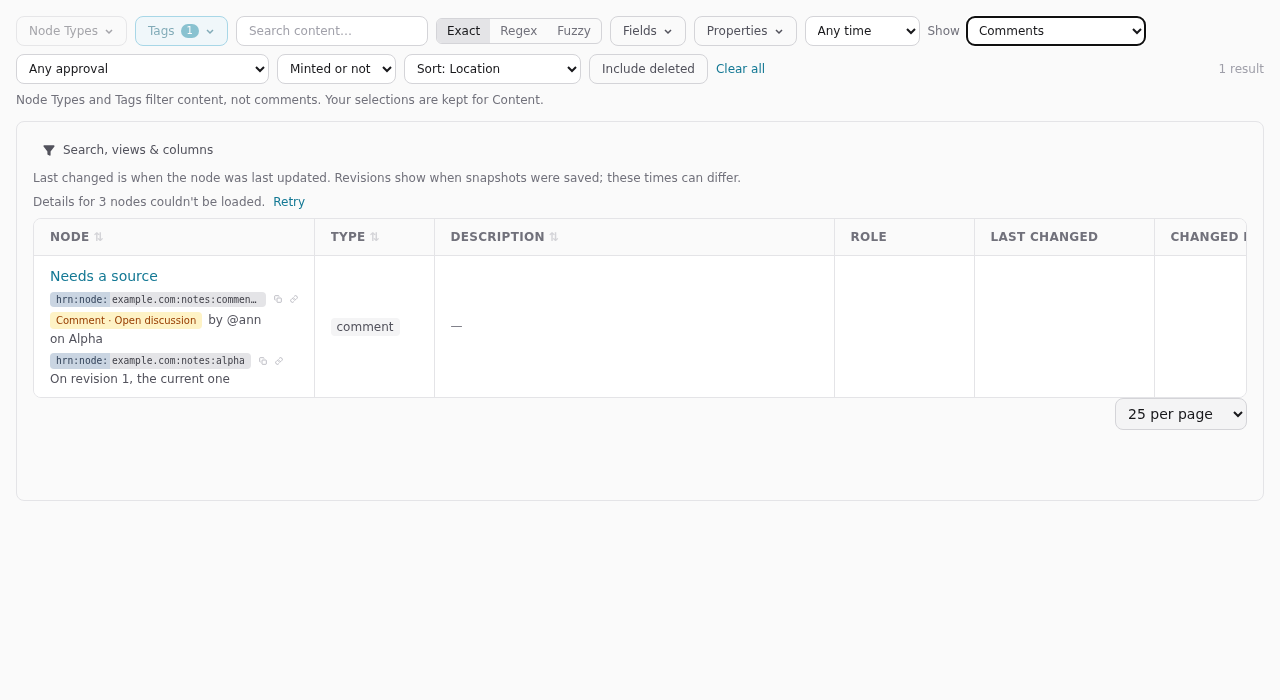 Node Types
Tags 1
Search content...
Exact Regex Fuzzy
Fields
Properties
Any time
Show Comments
Any approval
Minted or not
Sort: Location
Include deleted
Clear all
1 result
Node Types and Tags filter content, not comments. Your selections are kept for Content.
Search, views & columns
Last changed is when the node was last updated. Revisions show when snapshots were saved; these times can differ.
Details for 3 nodes couldn't be loaded. Retry
NODE TYPE DESCRIPTION ROLE LAST CHANGED CHANGED
Needs a source
hrn:node: example.com:notes:commen…
Comment · Open discussion by @ann
on Alpha
hrn:node: example.com:notes:alpha
On revision 1, the current one
comment
—
25 per page